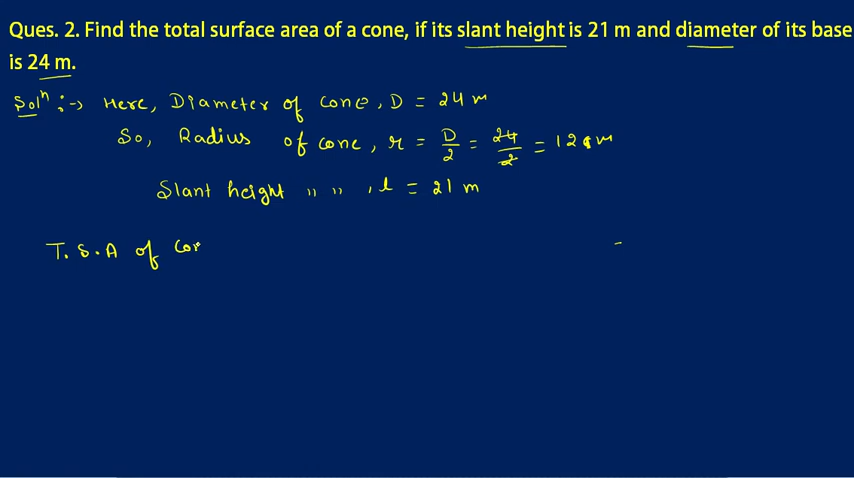 Ques. 2. Find the total surface area of a cone, if its slant height is 21 m and diameter of its base
is 24 m.
Solⁿ :→ Here, Diameter of cone, D = 24 m
So, Radius of cone, r = D/2 = 24/2 = 12 m
Slant height " " , l = 21 m
T. S. A of con